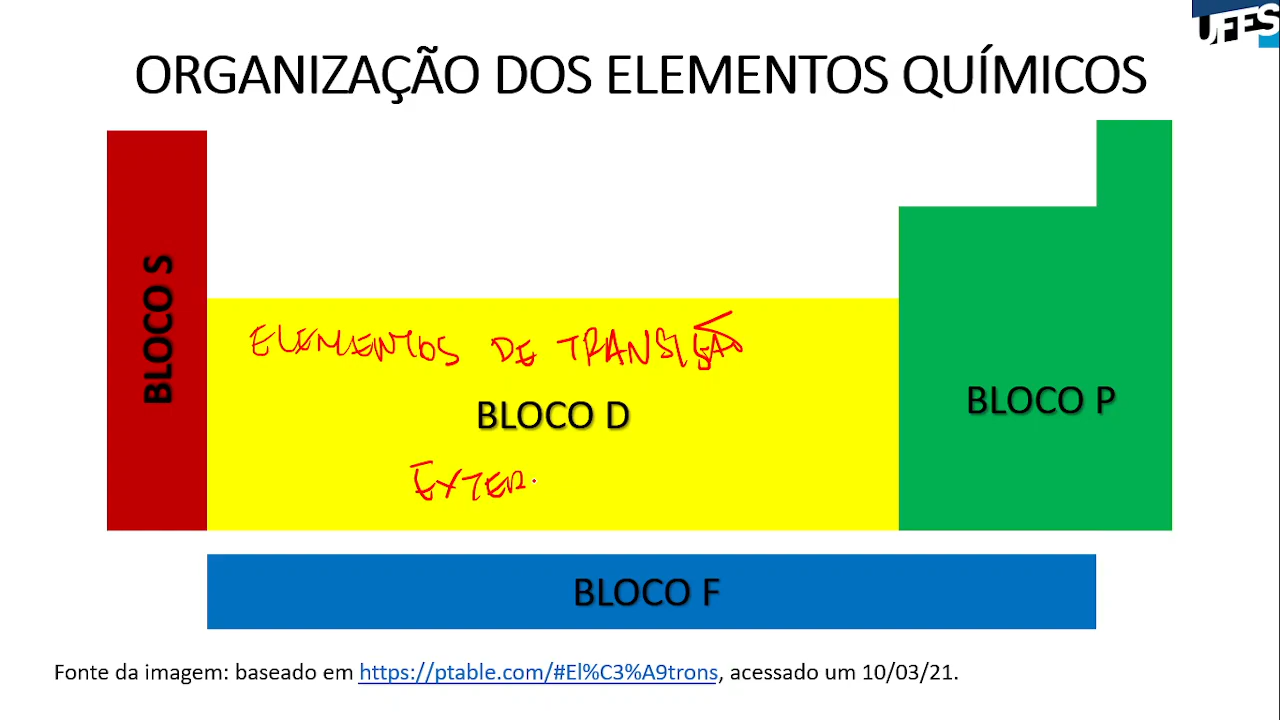 UFES
ORGANIZAÇÃO DOS ELEMENTOS QUÍMICOS
BLOCO S
ELEMENTOS DE TRANSIÇÃO
BLOCO D
EXTER
BLOCO P
BLOCO F
Fonte da imagem: baseado em https://ptable.com/#El%C3%A9trons, acessado um 10/03/21.